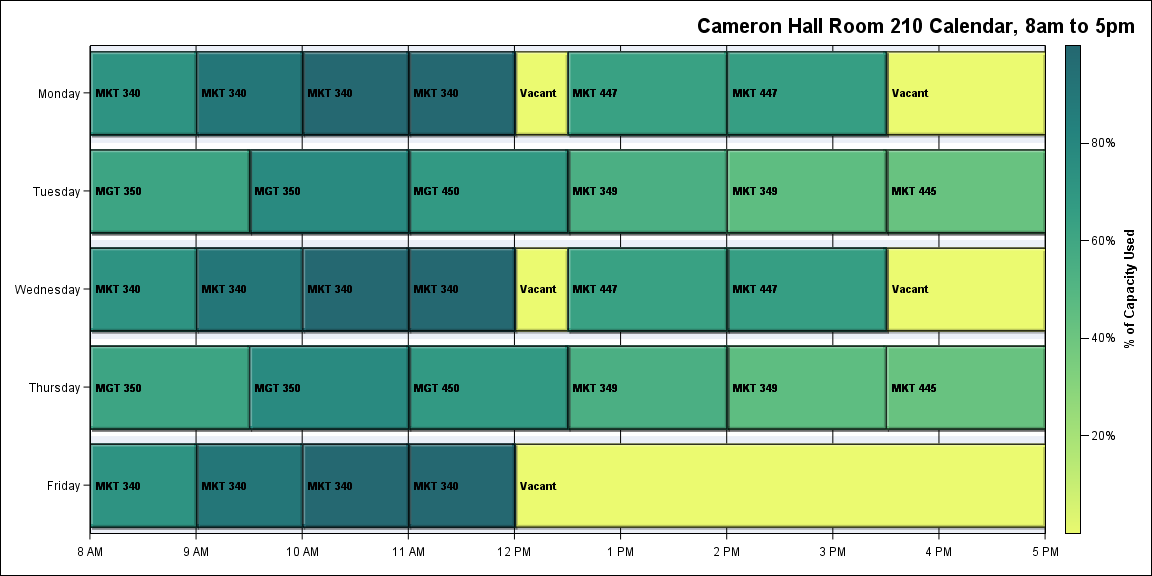 Cameron Hall Room 210 Calendar, 8am to 5pm
Monday
MKT 340
MKT 340
MKT 340
MKT 340
Vacant
MKT 447
MKT 447
Vacant
Tuesday
MGT 350
MGT 350
MGT 450
MKT 349
MKT 349
MKT 445
Wednesday
MKT 340
MKT 340
MKT 340
MKT 340
Vacant
MKT 447
MKT 447
Vacant
Thursday
MGT 350
MGT 350
MGT 450
MKT 349
MKT 349
MKT 445
Friday
MKT 340
MKT 340
MKT 340
MKT 340
Vacant
8 AM
9 AM
10 AM
11 AM
12 PM
1 PM
2 PM
3 PM
4 PM
5 PM
80%
60%
40%
20%
% of Capacity Used